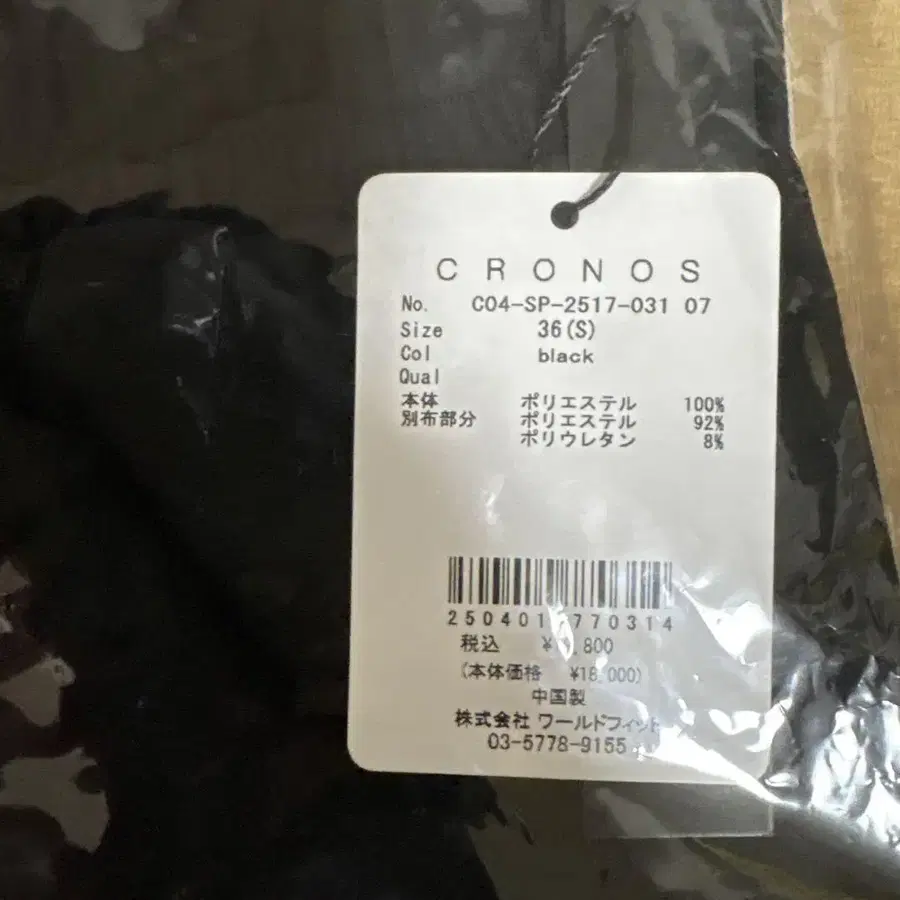 CRONOS
No. C04-SP-2517-031 07
Size 36(S)
Col black
Qual
本体 ポリエステル 100%
別布部分 ポリエステル 92%
ポリウレタン 8%
税込
(本体価格 ¥18,000)
中国製
株式会社 ワールドフィット
03-5778-9155